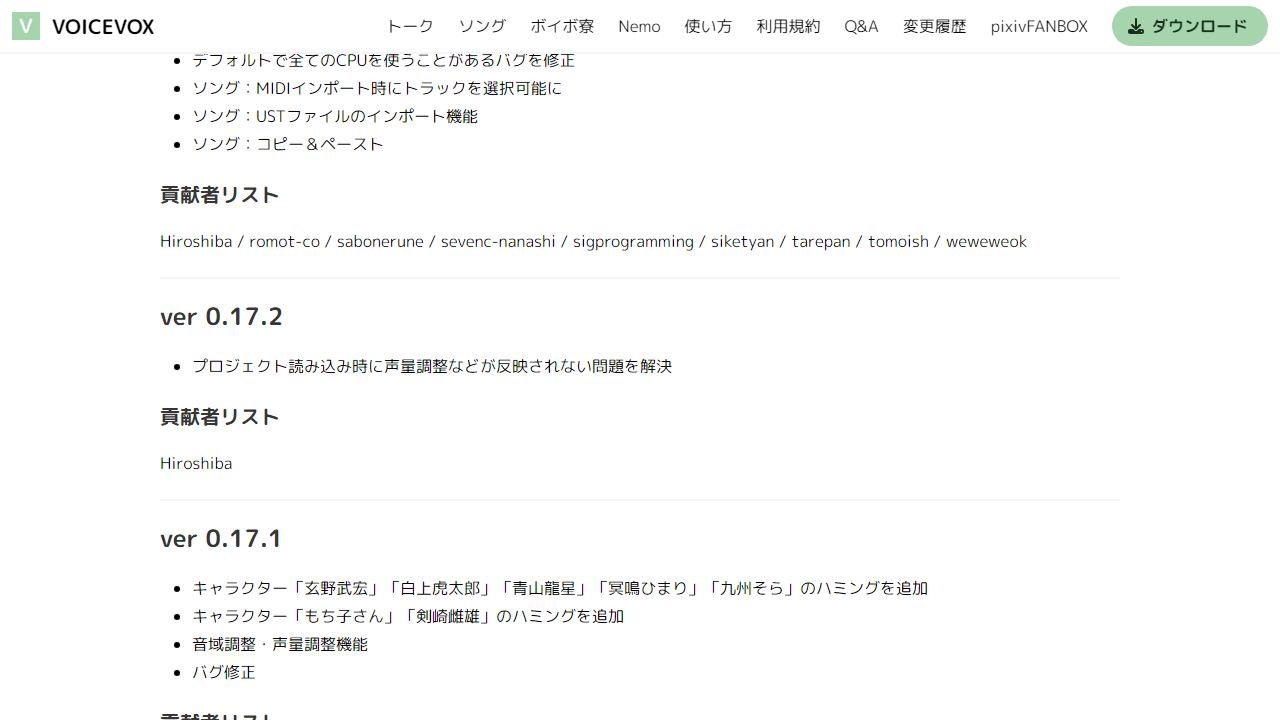 V VOICEVOX トーク ソング ボイボ寮 Nemo 使い方 利用規約 Q&A 変更履歴 pixivFANBOX ダウンロード
デフォルトで全てのCPUを使うことがあるバグを修正
ソング：MIDIインポート時にトラックを選択可能に
ソング：USTファイルのインポート機能
ソング：コピー＆ペースト
貢献者リスト
Hiroshiba / romot-co / sabonerune / sevenc-nanashi / sigprogramming / siketyan / tarepan / tomoish / weweweok
ver 0.17.2
プロジェクト読み込み時に声量調整などが反映されない問題を解決
貢献者リスト
Hiroshiba
ver 0.17.1
キャラクター「玄野武宏」「白上虎太郎」「青山龍星」「冥鳴ひまり」「九州そら」のハミングを追加
キャラクター「もち子さん」「剣崎雌雄」のハミングを追加
音域調整・声量調整機能
バグ修正
貢献者リスト